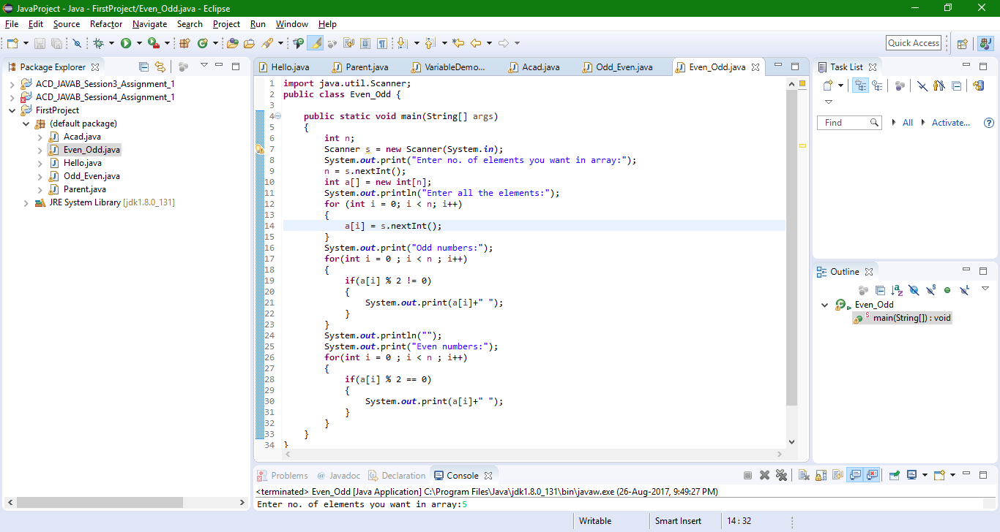 JavaProject - Java - FirstProject/Even_Odd.java - Eclipse
File Edit Source Refactor Navigate Search Project Run Window Help
Quick Access
Package Explorer
ACD_JAVAB_Session3_Assignment_1
ACD_JAVAB_Session4_Assignment_1
FirstProject
(default package)
Acad.java
Even_Odd.java
Hello.java
Odd_Even.java
Parent.java
JRE System Library [jdk1.8.0_131]
Hello.java Parent.java VariableDemo... Acad.java Odd_Even.java Even_Odd.java
1 import java.util.Scanner;
2 public class Even_Odd {
3
4 public static void main(String[] args)
5 {
6 int n;
7 Scanner s = new Scanner(System.in);
8 System.out.print("Enter no. of elements you want in array:");
9 n = s.nextInt();
10 int a[] = new int[n];
11 System.out.println("Enter all the elements:");
12 for (int i = 0; i < n; i++)
13 {
14 a[i] = s.nextInt();
15 }
16 System.out.print("Odd numbers:");
17 for(int i = 0 ; i < n ; i++)
18 {
19 if(a[i] % 2 != 0)
20 {
21 System.out.print(a[i]+" ");
22 }
23 }
24 System.out.println("");
25 System.out.print("Even numbers:");
26 for(int i = 0 ; i < n ; i++)
27 {
28 if(a[i] % 2 == 0)
29 {
30 System.out.print(a[i]+" ");
31 }
32 }
33 }
34 }
Task List
Find All Activate...
Outline
Even_Odd
main(String[]) : void
Problems @ Javadoc Declaration Console
<terminated> Even_Odd [Java Application] C:\Program Files\Java\jdk1.8.0_131\bin\javaw.exe (26-Aug-2017, 9:49:27 PM)
Enter no. of elements you want in array:5
Writable Smart Insert 14 : 32